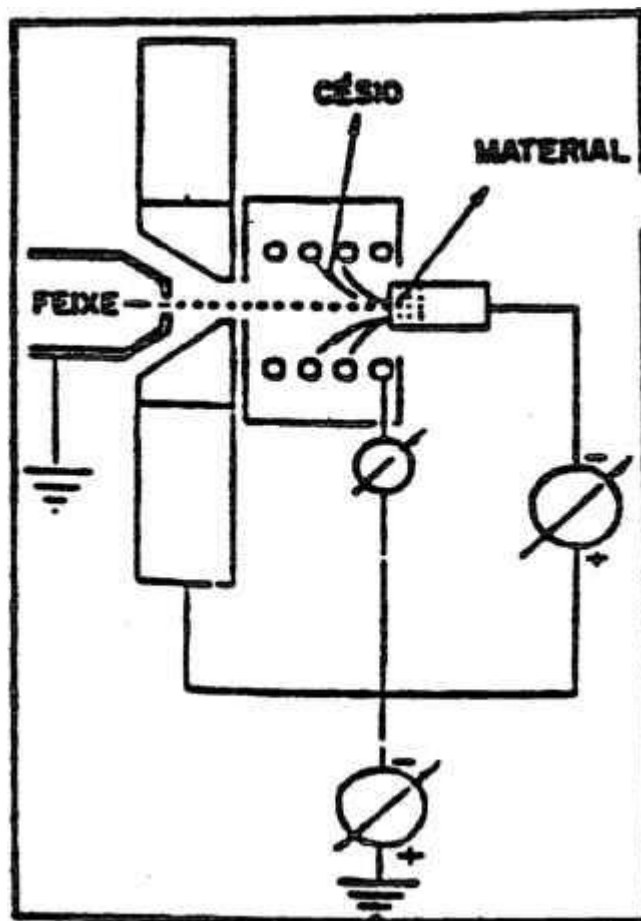 CÉSIO
MATERIAL
FEIXE
-
+
-
+